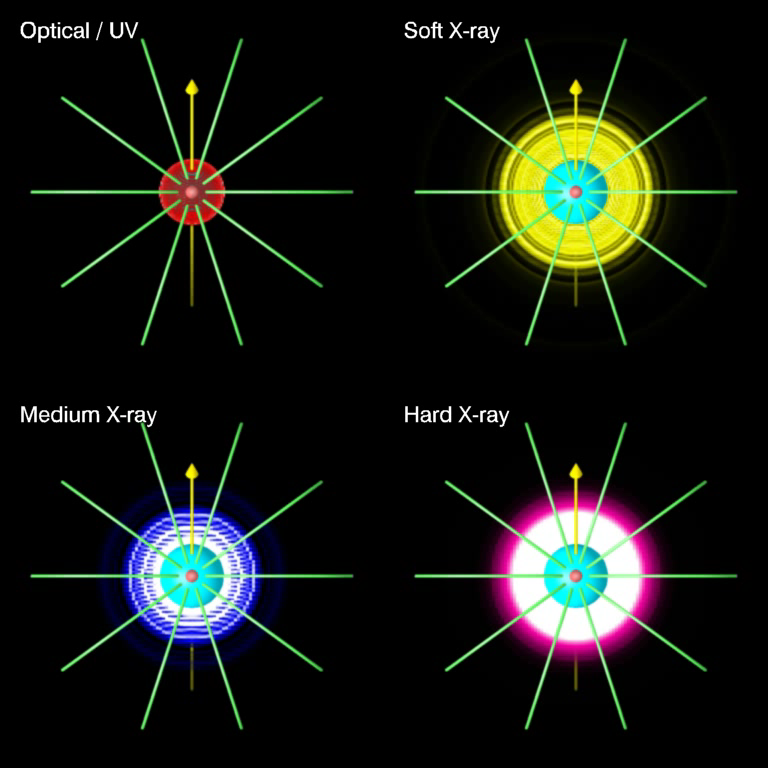 Optical / UV
Soft X-ray
Medium X-ray
Hard X-ray